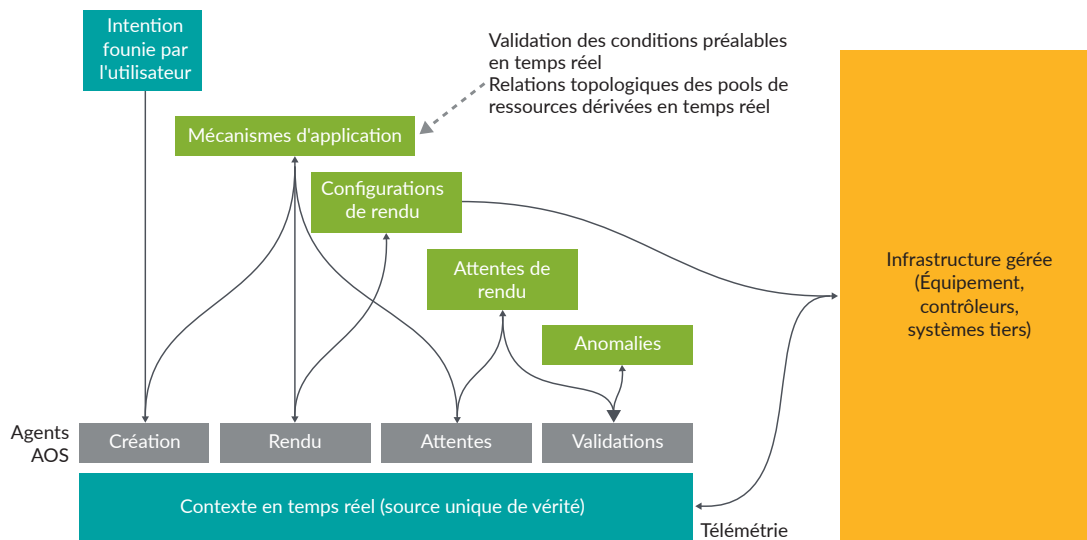 Intention
founie par
l'utilisateur
Validation des conditions préalables
en temps réel
Relations topologiques des pools de
ressources dérivées en temps réel
Mécanismes d'application
Configurations
de rendu
Attentes de
rendu
Anomalies
Infrastructure gérée
(Équipement,
contrôleurs,
systèmes tiers)
Agents
AOS
Création
Rendu
Attentes
Validations
Contexte en temps réel (source unique de vérité)
Télémétrie